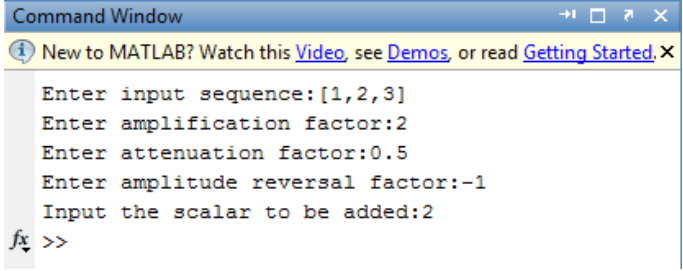 Command Window
New to MATLAB? Watch this Video, see Demos, or read Getting Started.
Enter input sequence:[1,2,3]
Enter amplification factor:2
Enter attenuation factor:0.5
Enter amplitude reversal factor:-1
Input the scalar to be added:2
fx >>